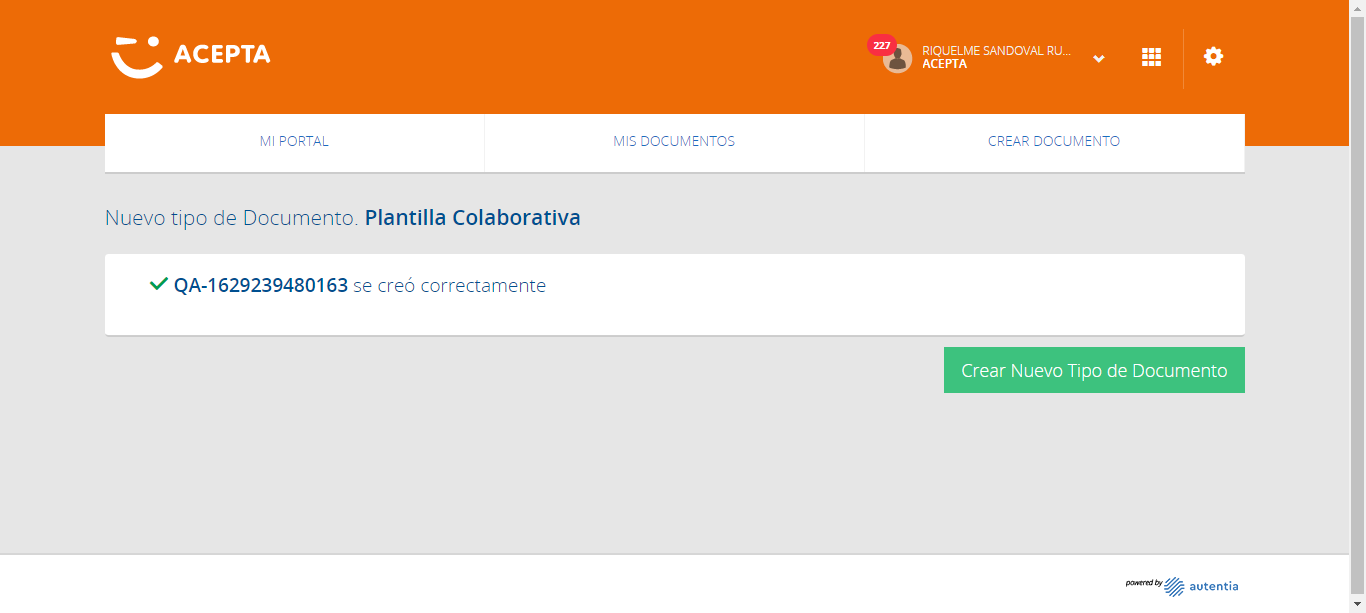 ACEPTA
227
RIQUELME SANDOVAL RU...
ACEPTA
MI PORTAL
MIS DOCUMENTOS
CREAR DOCUMENTO
Nuevo tipo de Documento. Plantilla Colaborativa
QA-1629239480163 se creó correctamente
Crear Nuevo Tipo de Documento
powered by autentia